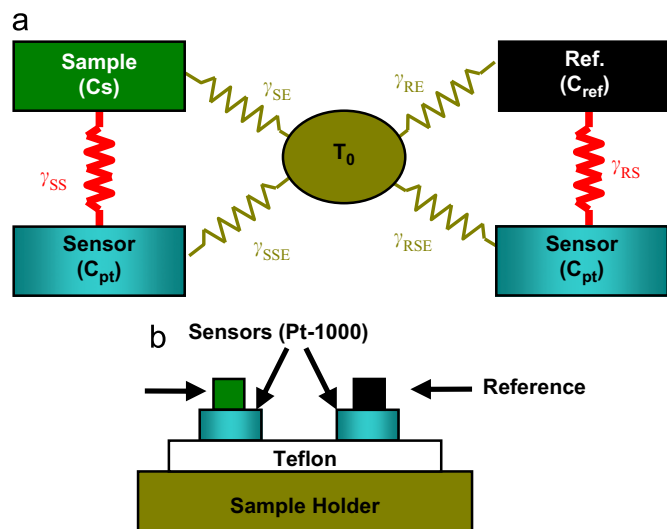 a
Sample
(Cs)
γSE
γRE
Ref.
(Cref)
T0
γSS
γRS
Sensor
(Cpt)
γSSE
γRSE
Sensor
(Cpt)
b
Sensors (Pt-1000)
Reference
Teflon
Sample Holder